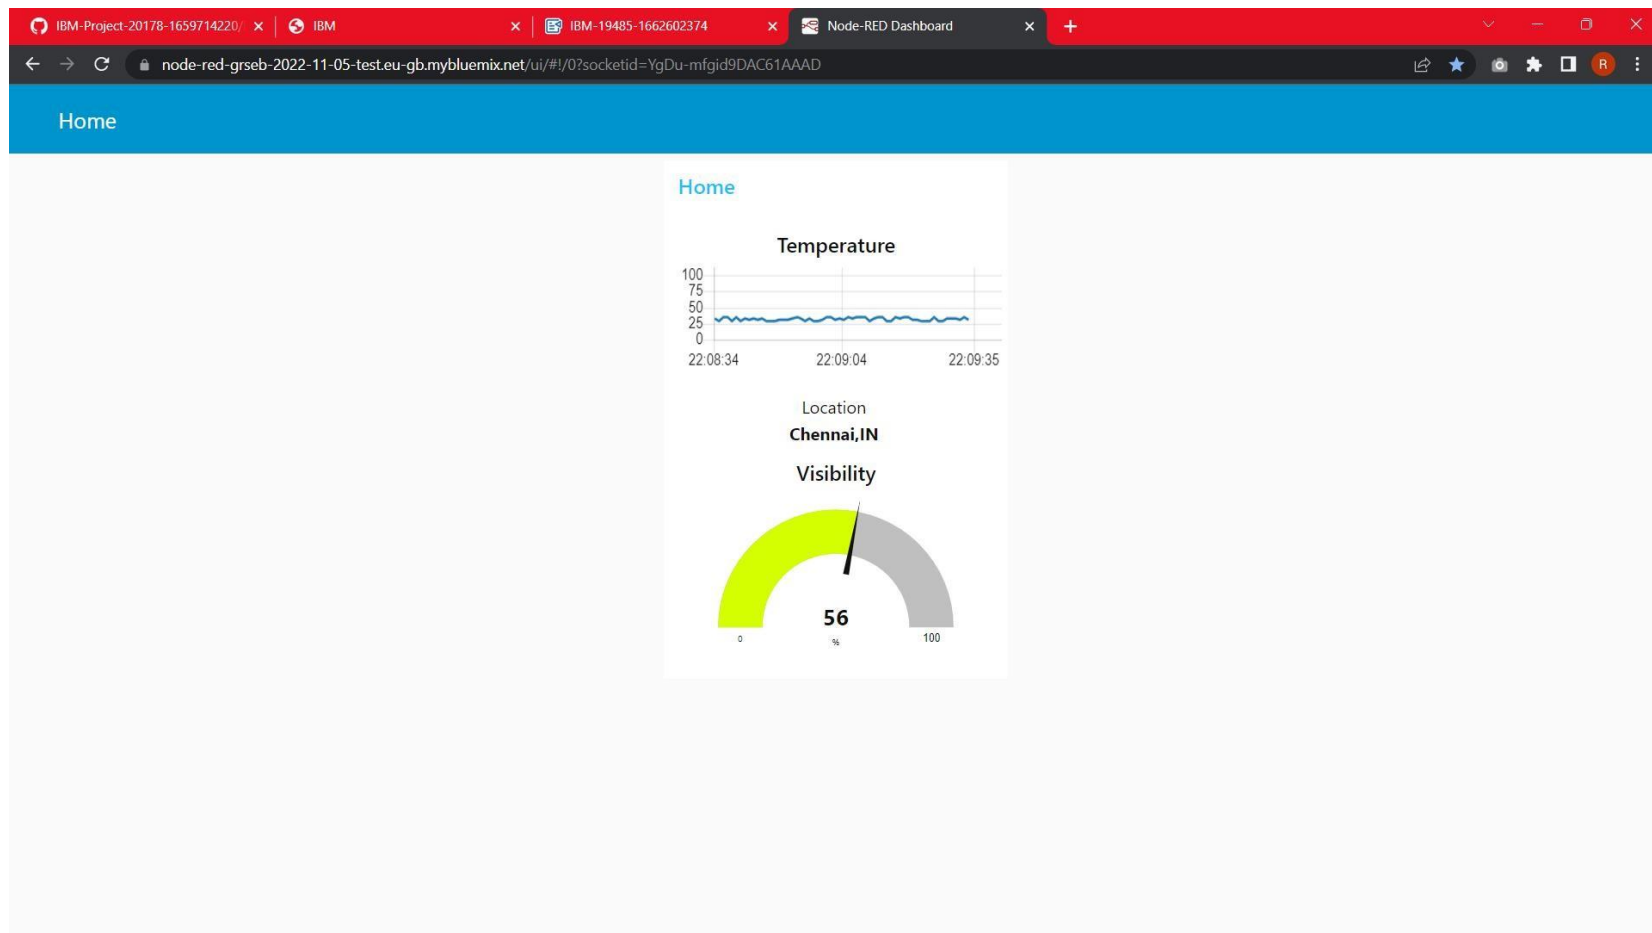 IBM-Project-20178-1659714220/
IBM
IBM-19485-1662602374
Node-RED Dashboard
node-red-grseb-2022-11-05-test.eu-gb.mybluemix.net/ui/#!/0?socketid=YgDu-mfgid9DAC61AAAD
R
Home
Home
Temperature
100
75
50
25
0
22:08:34 22:09:04 22:09:35
Location
Chennai,IN
Visibility
56
0 % 100